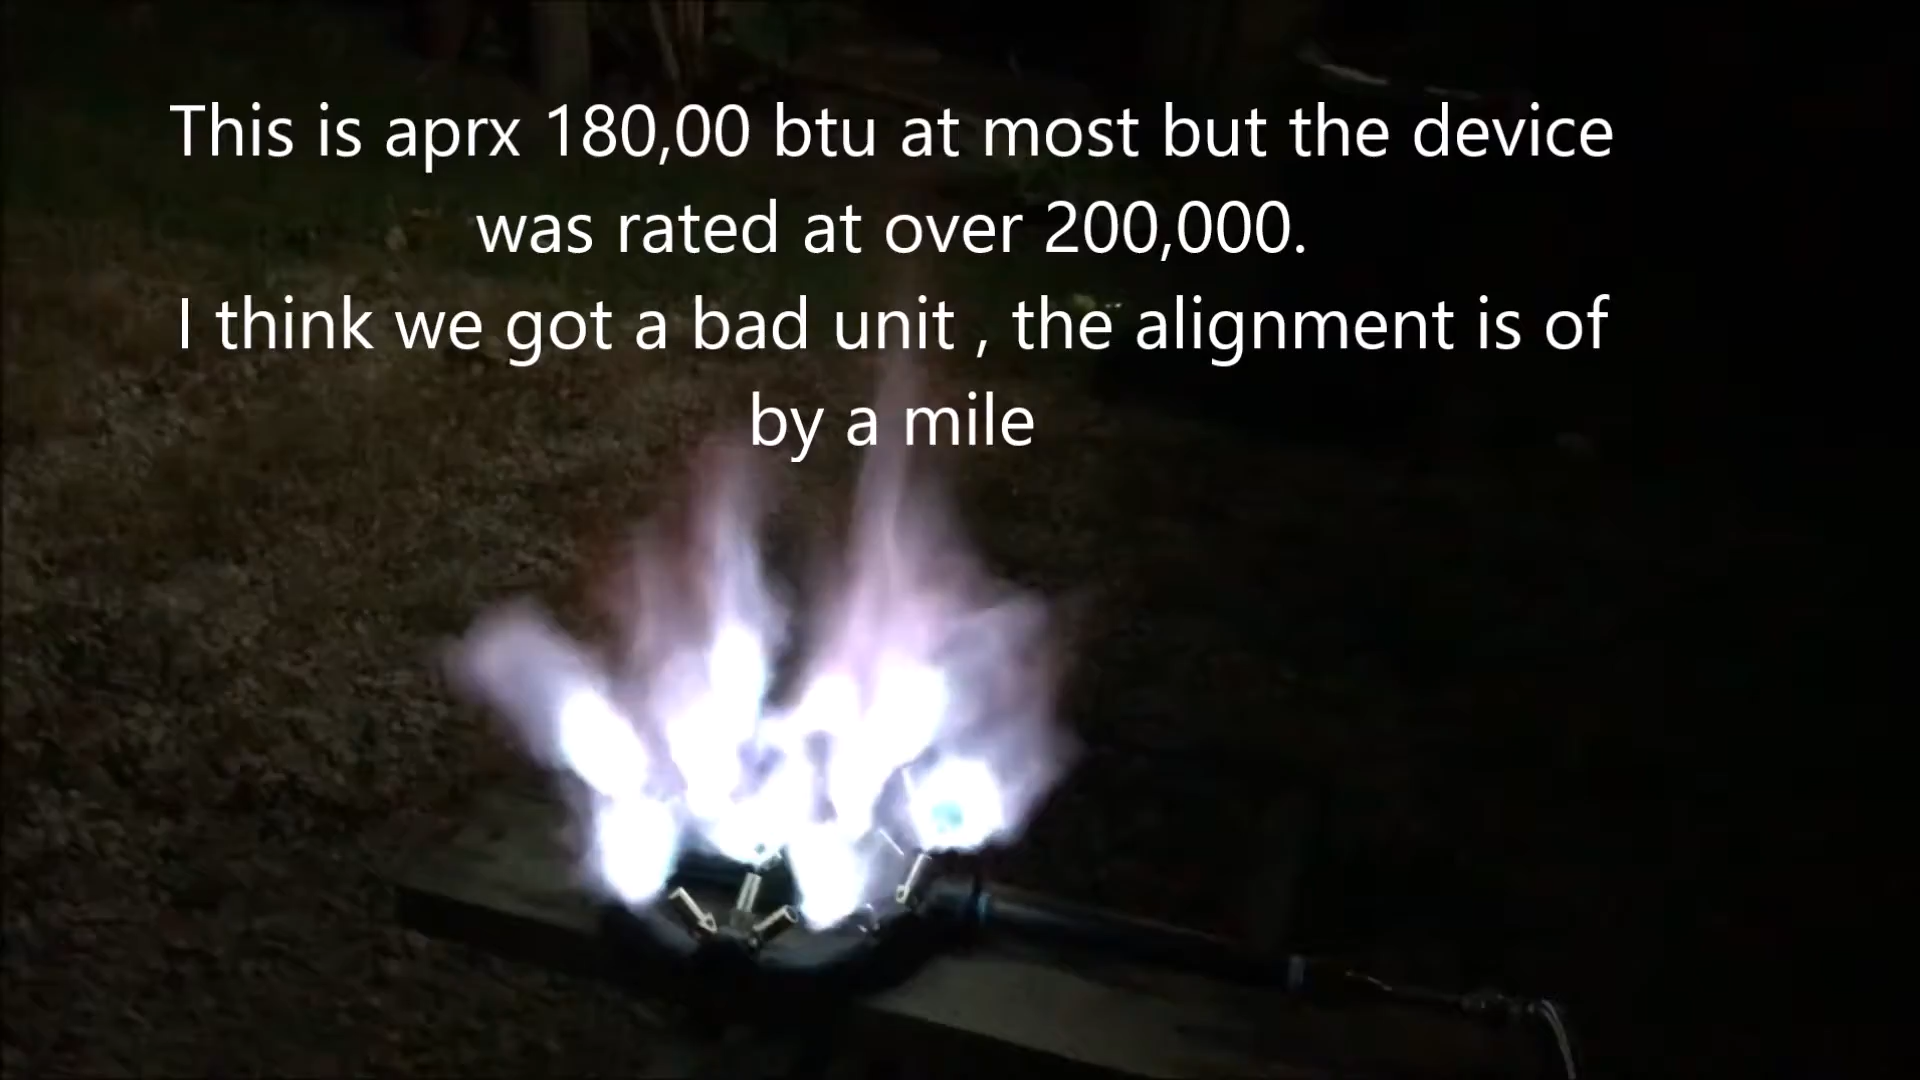 This is aprx 180,00 btu at most but the device
was rated at over 200,000.
I think we got a bad unit , the alignment is of
by a mile